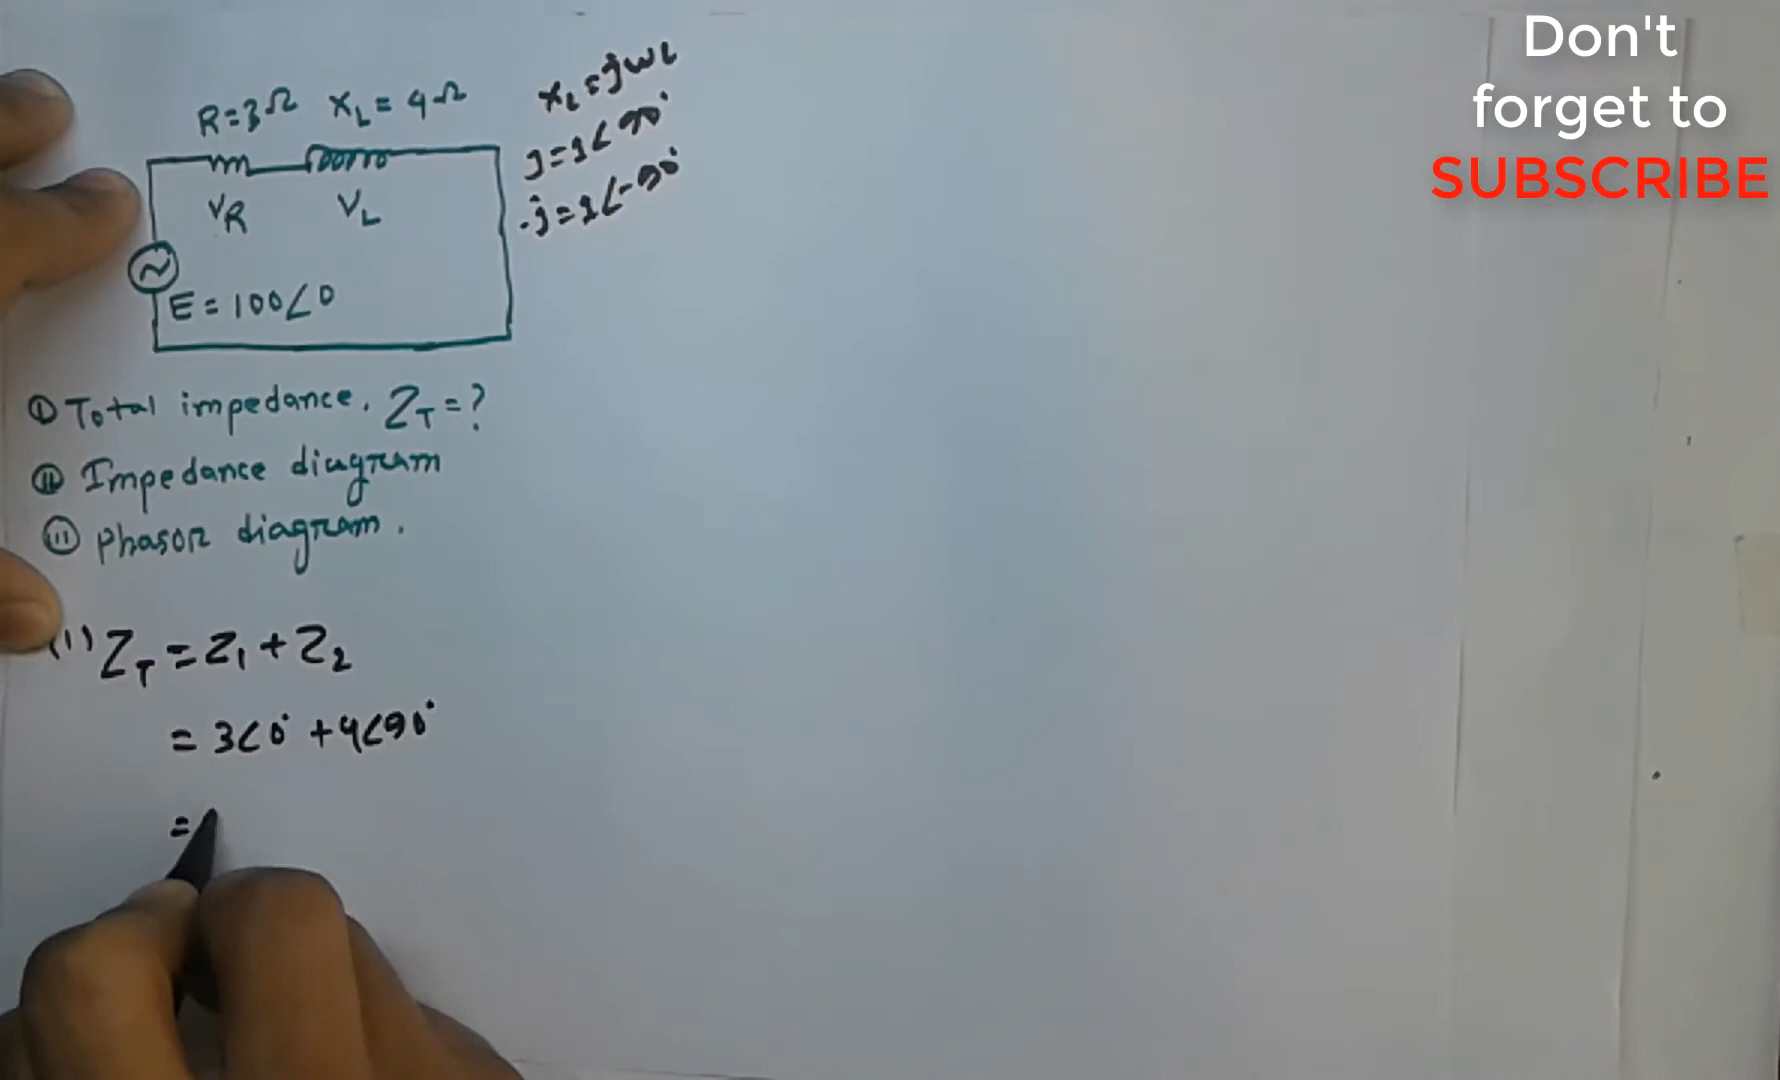 R=3Ω X_L = 4Ω
V_R V_L
E = 100∠0
X_L = jωL
j=1∠90°
-j=1∠-90°
① Total impedance, Z_T = ?
② Impedance diagram
③ phasor diagram.
(1) Z_T = Z_1 + Z_2
= 3∠0° + 4∠90°
=
Don't
forget to
SUBSCRIBE